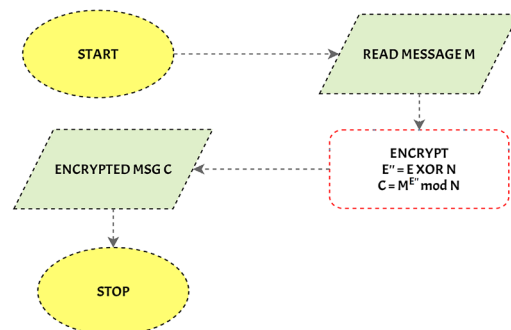 START
READ MESSAGE M
ENCRYPT
E'' = E XOR N
C = M^E'' mod N
ENCRYPTED MSG C
STOP